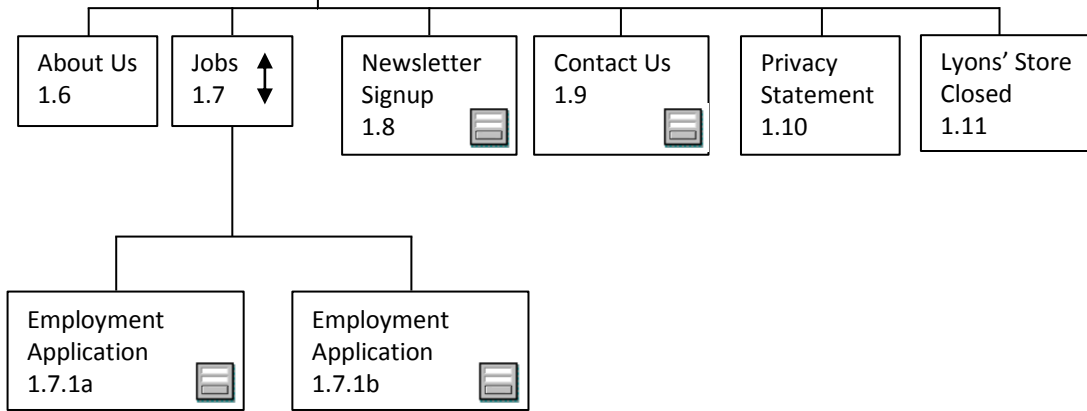 About Us
1.6
Jobs
1.7
Newsletter
Signup
1.8
Contact Us
1.9
Privacy
Statement
1.10
Lyons’ Store
Closed
1.11
Employment
Application
1.7.1a
Employment
Application
1.7.1b